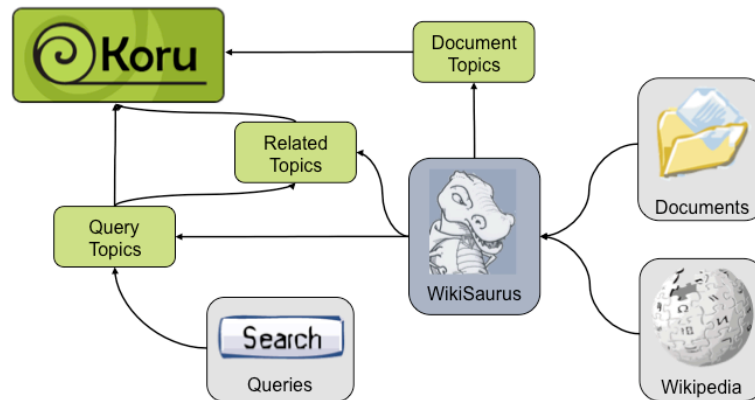 Koru
Document
Topics
Related
Topics
Query
Topics
WikiSaurus
Documents
Search
Queries
Wikipedia